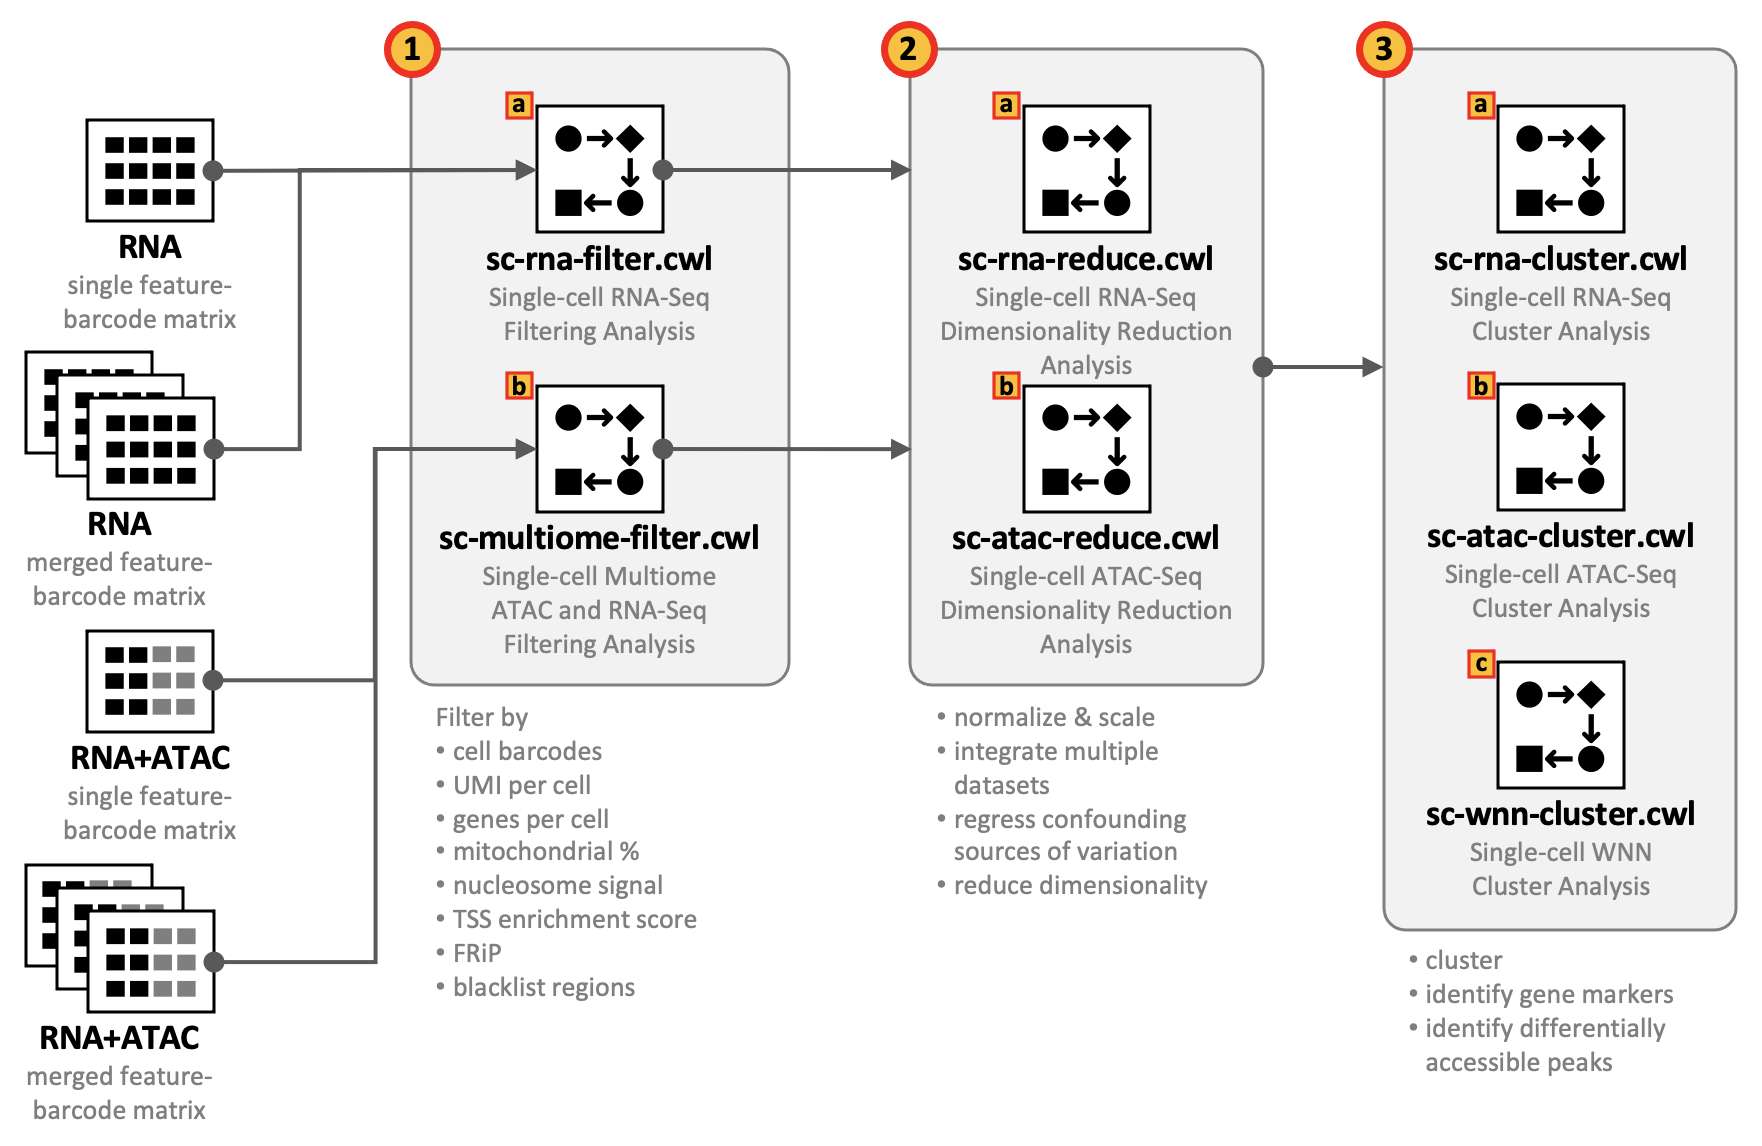 RNA
single feature-
barcode matrix
RNA
merged feature-
barcode matrix
RNA+ATAC
single feature-
barcode matrix
RNA+ATAC
merged feature-
barcode matrix
1
a
sc-rna-filter.cwl
Single-cell RNA-Seq
Filtering Analysis
b
sc-multiome-filter.cwl
Single-cell Multiome
ATAC and RNA-Seq
Filtering Analysis
Filter by
• cell barcodes
• UMI per cell
• genes per cell
• mitochondrial %
• nucleosome signal
• TSS enrichment score
• FRiP
• blacklist regions
2
a
sc-rna-reduce.cwl
Single-cell RNA-Seq
Dimensionality Reduction
Analysis
b
sc-atac-reduce.cwl
Single-cell ATAC-Seq
Dimensionality Reduction
Analysis
• normalize & scale
• integrate multiple
datasets
• regress confounding
sources of variation
• reduce dimensionality
3
a
sc-rna-cluster.cwl
Single-cell RNA-Seq
Cluster Analysis
b
sc-atac-cluster.cwl
Single-cell ATAC-Seq
Cluster Analysis
c
sc-wnn-cluster.cwl
Single-cell WNN
Cluster Analysis
• cluster
• identify gene markers
• identify differentially
accessible peaks